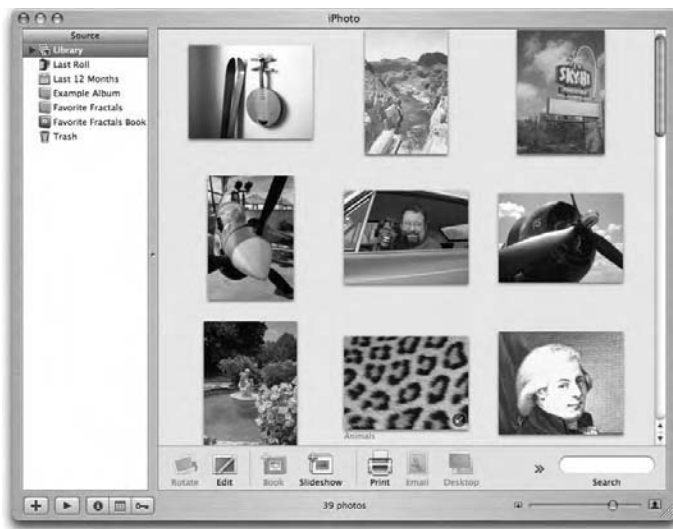 iPhoto
Source
Library
Last Roll
Last 12 Months
Example Album
Favorite Fractals
Favorite Fractals Book
Trash
SKY-HI
Animals
Rotate
Edit
Book
Slideshow
Print
Email
Desktop
Search
39 photos